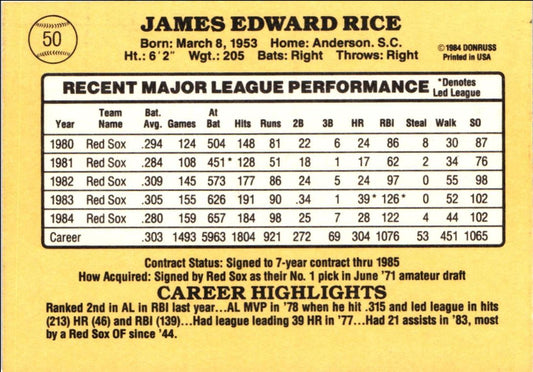 50
JAMES EDWARD RICE
Born: March 8, 1953 Home: Anderson. S.C.
Ht.: 6'2" Wgt.: 205 Bats: Right Throws: Right
©1984 DONRUSS
Printed in USA
RECENT MAJOR LEAGUE PERFORMANCE *Denotes Led League
Year Team Name Bat. Avg. Games At Bat Hits Runs 2B 3B HR RBI Steal Walk SO
1980 Red Sox .294 124 504 148 81 22 6 24 86 8 30 87
1981 Red Sox .284 108 451* 128 51 18 1 17 62 2 34 76
1982 Red Sox .309 145 573 177 86 24 5 24 97 0 55 98
1983 Red Sox .305 155 626 191 90 .34 1 39* 126* 0 52 102
1984 Red Sox .280 159 657 184 98 25 7 28 122 4 44 102
Career .303 1493 5963 1804 921 272 69 304 1076 53 451 1065
Contract Status: Signed to 7-year contract thru 1985
How Acquired: Signed by Red Sox as their No. 1 pick in June '71 amateur draft
CAREER HIGHLIGHTS
Ranked 2nd in AL in RBI last year...AL MVP in '78 when he hit .315 and led league in hits
(213) HR (46) and RBI (139)...Had league leading 39 HR in '77...Had 21 assists in '83, most
by a Red Sox OF since '44.